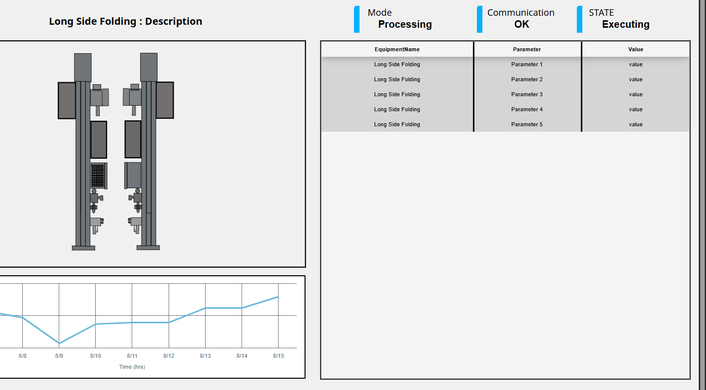 Long Side Folding : Description
Mode
Processing
Communication
OK
STATE
Executing
EquipmentName Parameter Value
Long Side Folding Parameter 1 value
Long Side Folding Parameter 2 value
Long Side Folding Parameter 3 value
Long Side Folding Parameter 4 value
Long Side Folding Parameter 5 value
8/8 8/9 8/10 8/11 8/12 8/13 8/14 8/15
Time (hrs)